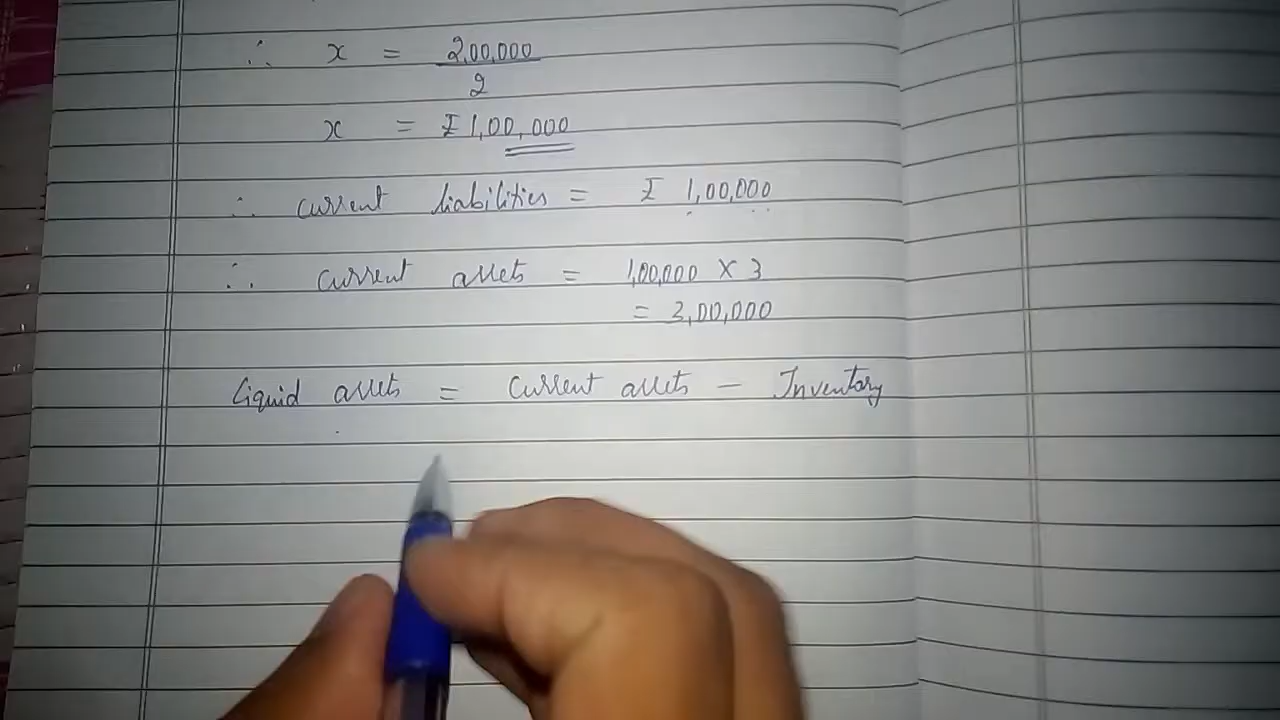 ∴ x = 2,00,000
2
x = ₹ 1,00,000
∴ current liabilities = ₹ 1,00,000
∴ current assets = 1,00,000 × 3
= 3,00,000
Liquid assets = Current assets – Inventory